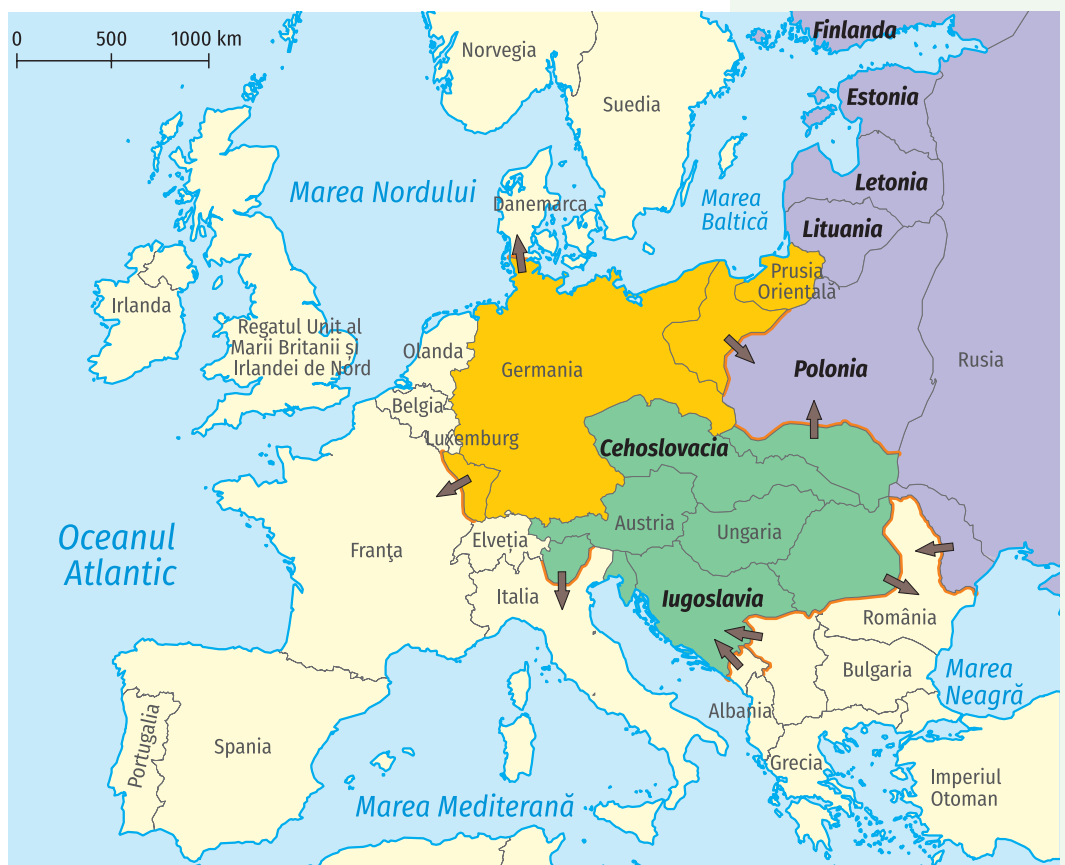 0 500 1000 km
Norvegia
Finlanda
Suedia
Estonia
Marea Nordului
Danemarca
Marea
Baltică
Letonia
Lituania
Prusia
Orientală
Irlanda
Regatul Unit al
Marii Britanii și
Irlandei de Nord
Olanda
Germania
Polonia
Rusia
Belgia
Luxemburg
Cehoslovacia
Oceanul
Atlantic
Franţa
Elveția
Austria
Ungaria
Italia
Iugoslavia
România
Bulgaria
Marea
Neagră
Albania
Portugalia
Spania
Grecia
Imperiul
Otoman
Marea Mediterană